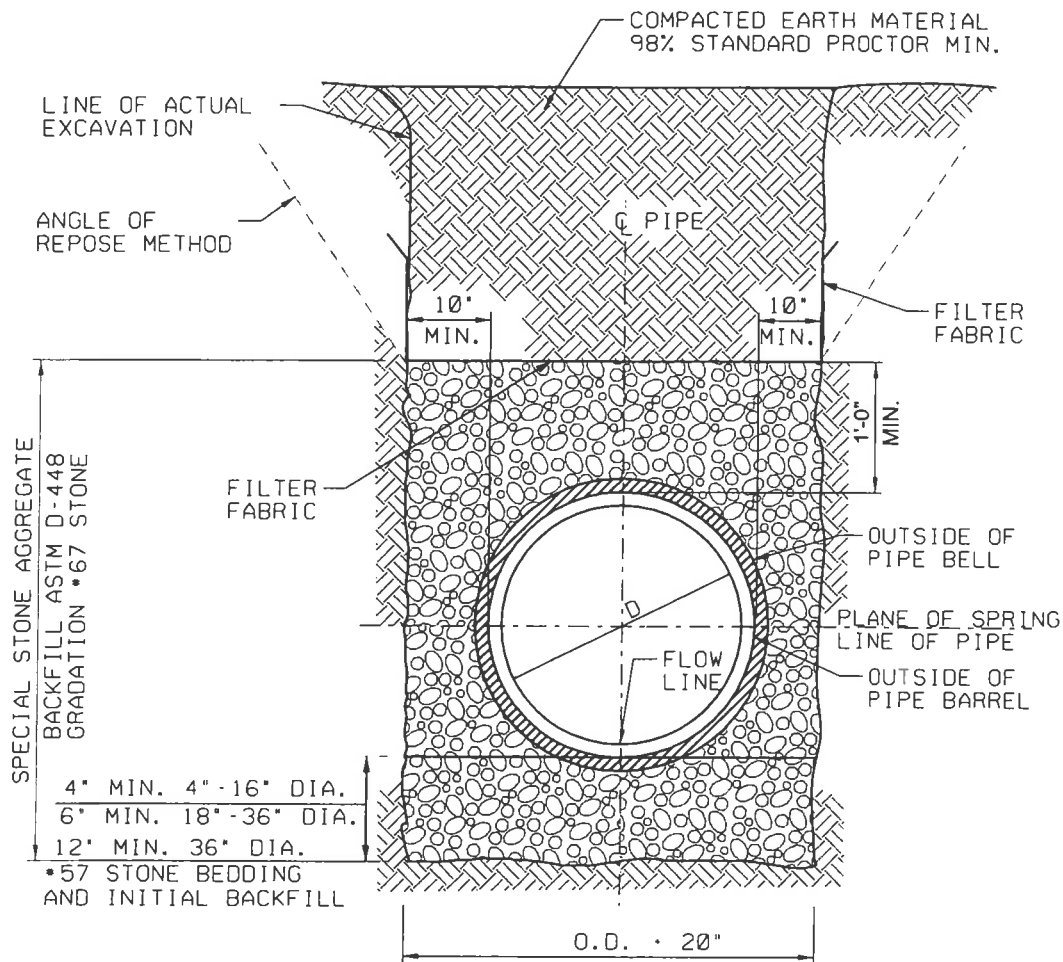 COMPACTED EARTH MATERIAL
98% STANDARD PROCTOR MIN.
LINE OF ACTUAL
EXCAVATION
ANGLE OF
REPOSE METHOD
℄ PIPE
10"
MIN.
10"
MIN.
FILTER
FABRIC
1'-0"
MIN.
FILTER
FABRIC
SPECIAL STONE AGGREGATE
BACKFILL ASTM D-448
GRADATION *67 STONE
OUTSIDE OF
PIPE BELL
D
PLANE OF SPRING
LINE OF PIPE
FLOW
LINE
OUTSIDE OF
PIPE BARREL
4" MIN. 4"-16" DIA.
6" MIN. 18"-36" DIA.
12" MIN. 36" DIA.
*57 STONE BEDDING
AND INITIAL BACKFILL
O.D. · 20"